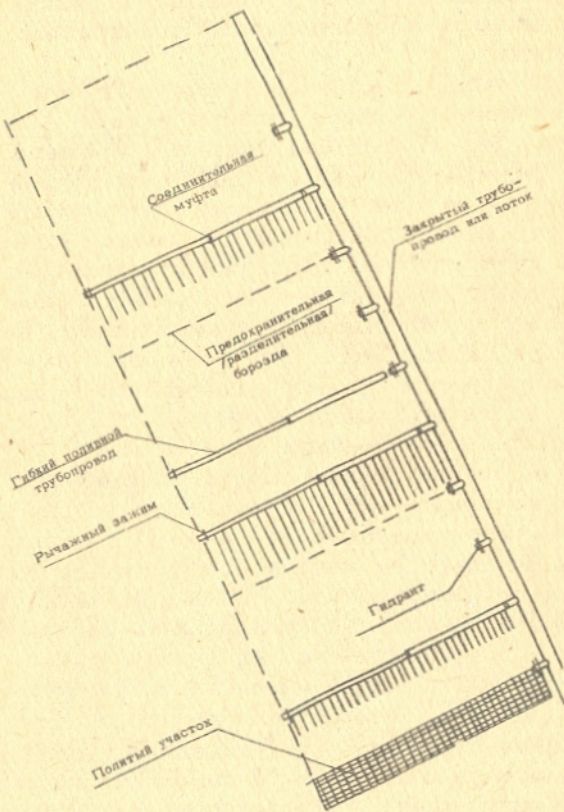 Соединительная
муфта
Закрытый трубо-
провод или лоток
Предохранительная
/разделительная/
борозда
Гибкий поливной
трубопровод
Рычажный зажим
Гидрант
Политый участок